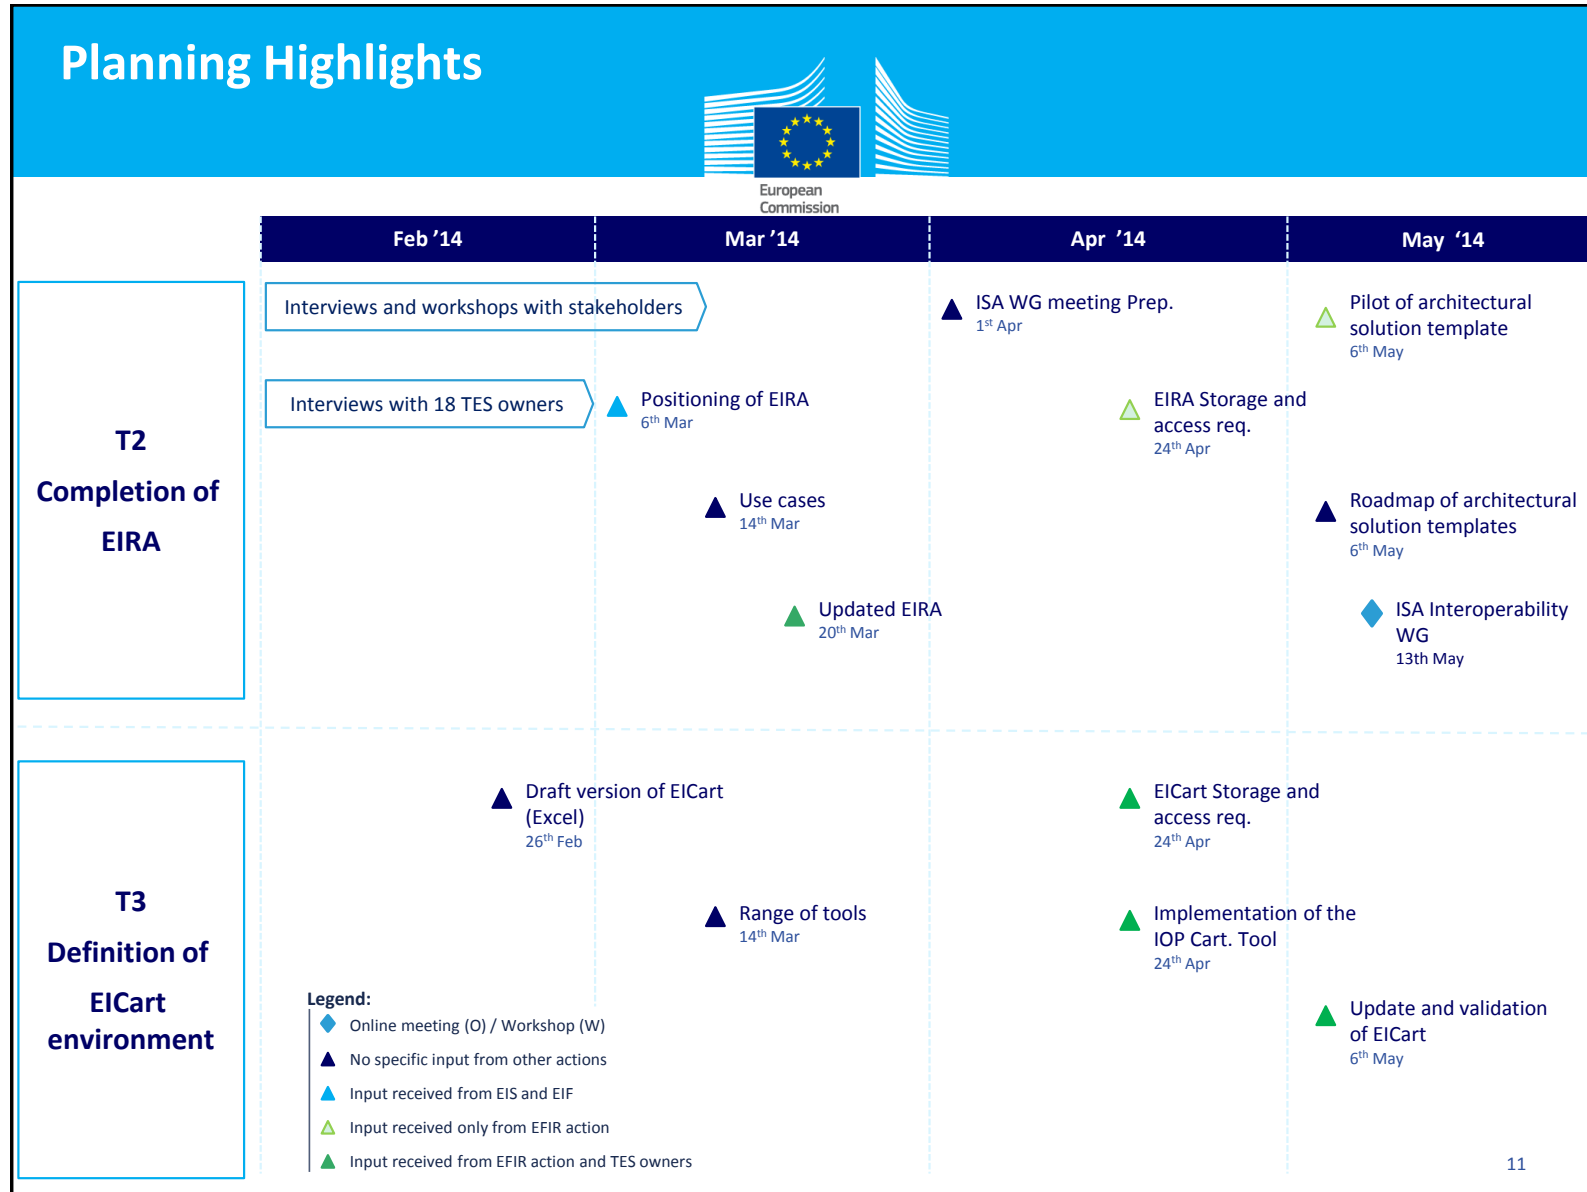 Planning Highlights
European
Commission
Feb '14
Mar '14
Apr '14
May '14
T2
Completion of
EIRA
Interviews and workshops with stakeholders
Interviews with 18 TES owners
Positioning of EIRA
6th Mar
Use cases
14th Mar
Updated EIRA
20th Mar
ISA WG meeting Prep.
1st Apr
EIRA Storage and
access req.
24th Apr
Pilot of architectural
solution template
6th May
Roadmap of architectural
solution templates
6th May
ISA Interoperability
WG
13th May
T3
Definition of
EICart
environment
Draft version of EICart
(Excel)
26th Feb
Range of tools
14th Mar
EICart Storage and
access req.
24th Apr
Implementation of the
IOP Cart. Tool
24th Apr
Update and validation
of EICart
6th May
Legend:
Online meeting (O) / Workshop (W)
No specific input from other actions
Input received from EIS and EIF
Input received only from EFIR action
Input received from EFIR action and TES owners
11